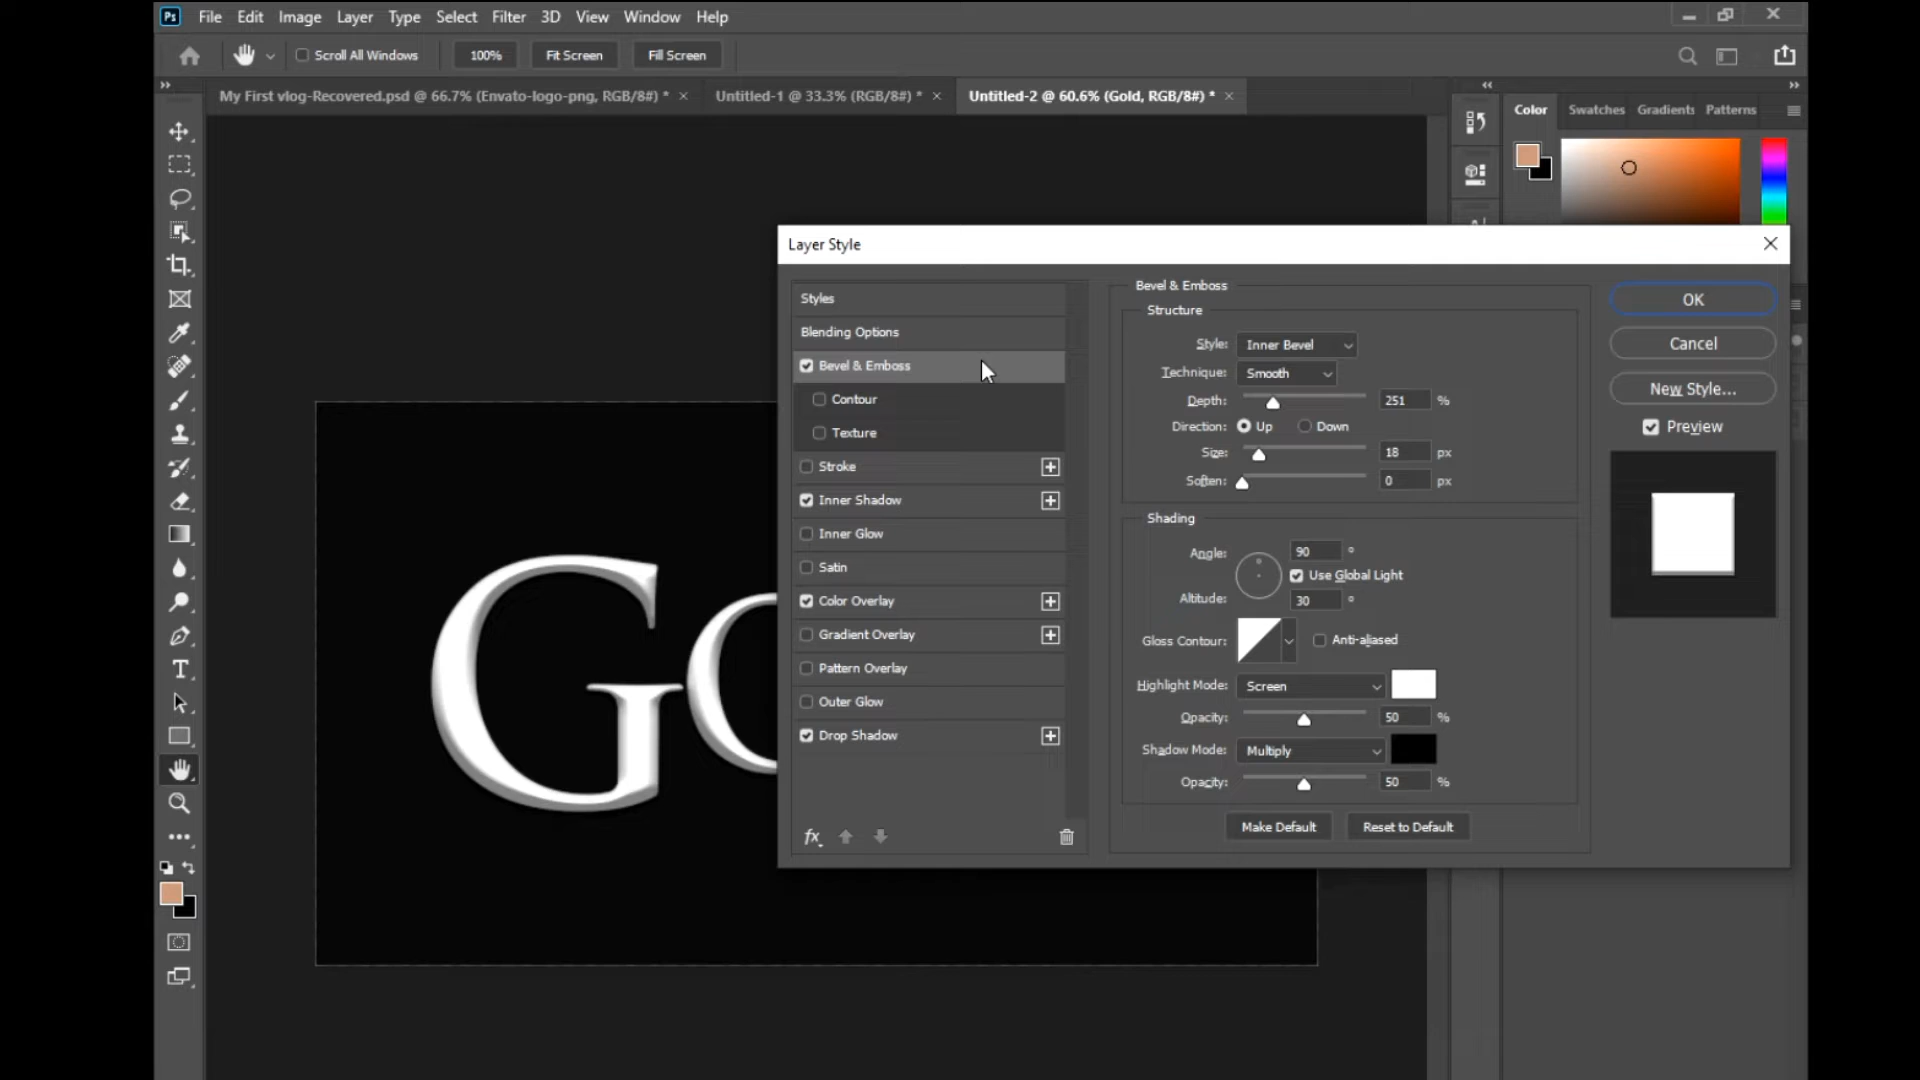 Ps File Edit Image Layer Type Select Filter 3D View Window Help
Scroll All Windows 100% Fit Screen Fill Screen
My First vlog-Recovered.psd @ 66.7% (Envato-logo-png, RGB/8#) * × Untitled-1 @ 33.3% (RGB/8#) * × Untitled-2 @ 60.6% (Gold, RGB/8#) * ×
Color Swatches Gradients Patterns
Layer Style
Styles
Blending Options
Bevel & Emboss
Contour
Texture
Stroke
Inner Shadow
Inner Glow
Satin
Color Overlay
Gradient Overlay
Pattern Overlay
Outer Glow
Drop Shadow
fx
Bevel & Emboss
Structure
Style: Inner Bevel
Technique: Smooth
Depth: 251 %
Direction: Up Down
Size: 18 px
Soften: 0 px
Shading
Angle: 90 °
Use Global Light
Altitude: 30 °
Gloss Contour: Anti-aliased
Highlight Mode: Screen
Opacity: 50 %
Shadow Mode: Multiply
Opacity: 50 %
Make Default Reset to Default
OK
Cancel
New Style...
Preview
Go